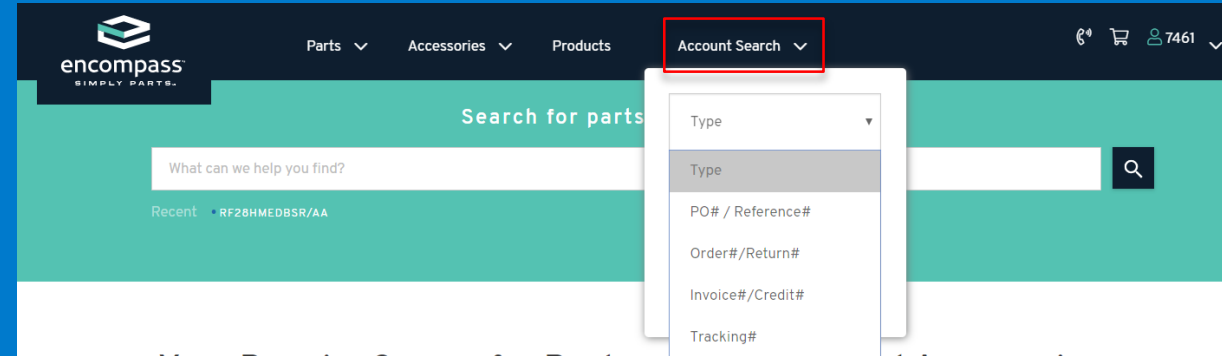 encompass
SIMPLY PARTS™
Parts
Accessories
Products
Account Search
7461
Search for parts
Type
What can we help you find?
Type
Recent • RF28HMEDBSR/AA
PO# / Reference#
Order#/Return#
Invoice#/Credit#
Tracking#